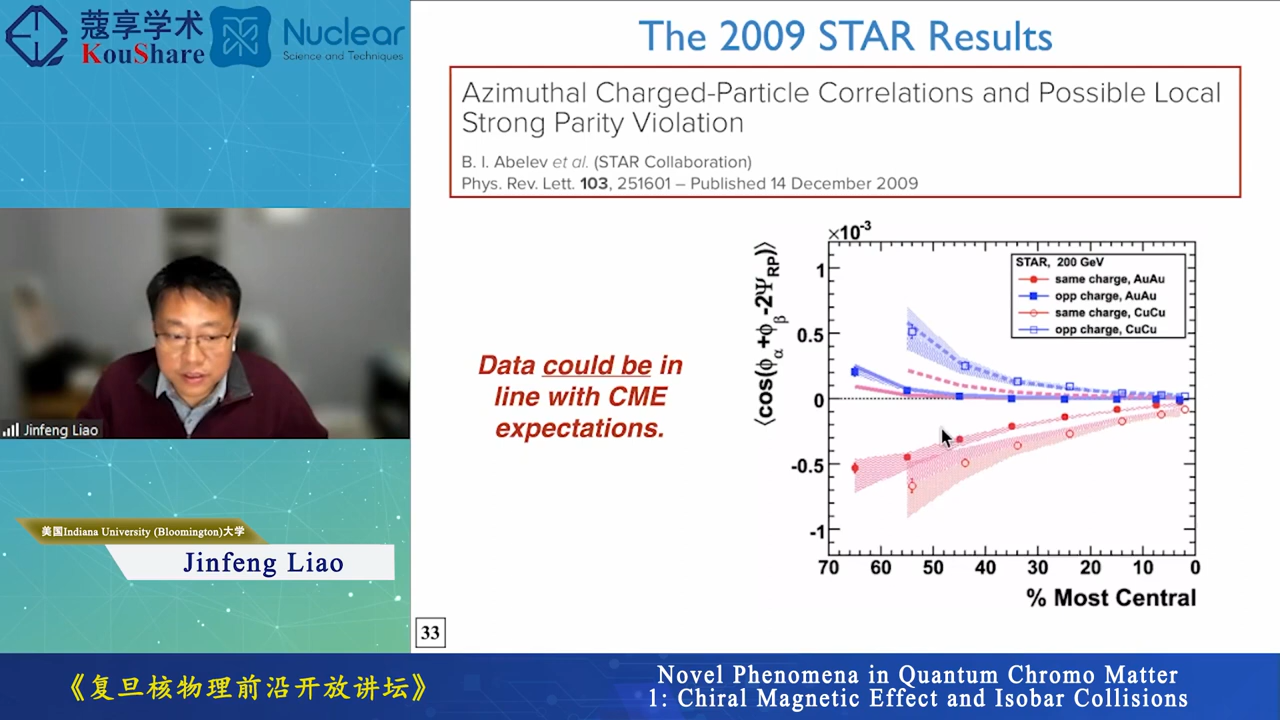 蔻享学术
KouShare
Nuclear
Science and Techniques
The 2009 STAR Results
Azimuthal Charged-Particle Correlations and Possible Local
Strong Parity Violation
B. I. Abelev et al. (STAR Collaboration)
Phys. Rev. Lett. 103, 251601 – Published 14 December 2009
Data could be in
line with CME
expectations.
×10⁻³
⟨cos(ϕα+ϕβ-2ΨRP)⟩
1
0.5
0
-0.5
-1
STAR, 200 GeV
same charge, AuAu
opp charge, AuAu
same charge, CuCu
opp charge, CuCu
70 60 50 40 30 20 10 0
% Most Central
33
Jinfeng Liao
美国Indiana University (Bloomington)大学
Jinfeng Liao
《复旦核物理前沿开放讲坛》
Novel Phenomena in Quantum Chromo Matter
1: Chiral Magnetic Effect and Isobar Collisions